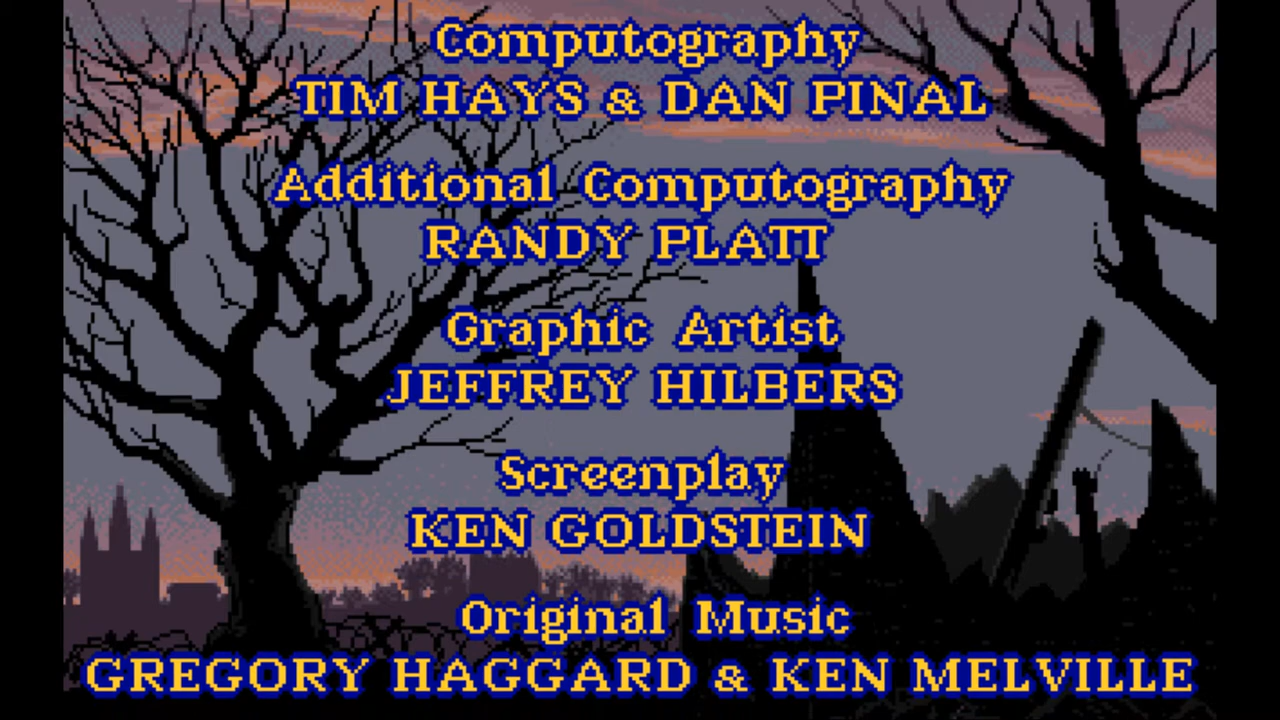 Computography
TIM HAYS & DAN PINAL
Additional Computography
RANDY PLATT
Graphic Artist
JEFFREY HILBERS
Screenplay
KEN GOLDSTEIN
Original Music
GREGORY HAGGARD & KEN MELVILLE